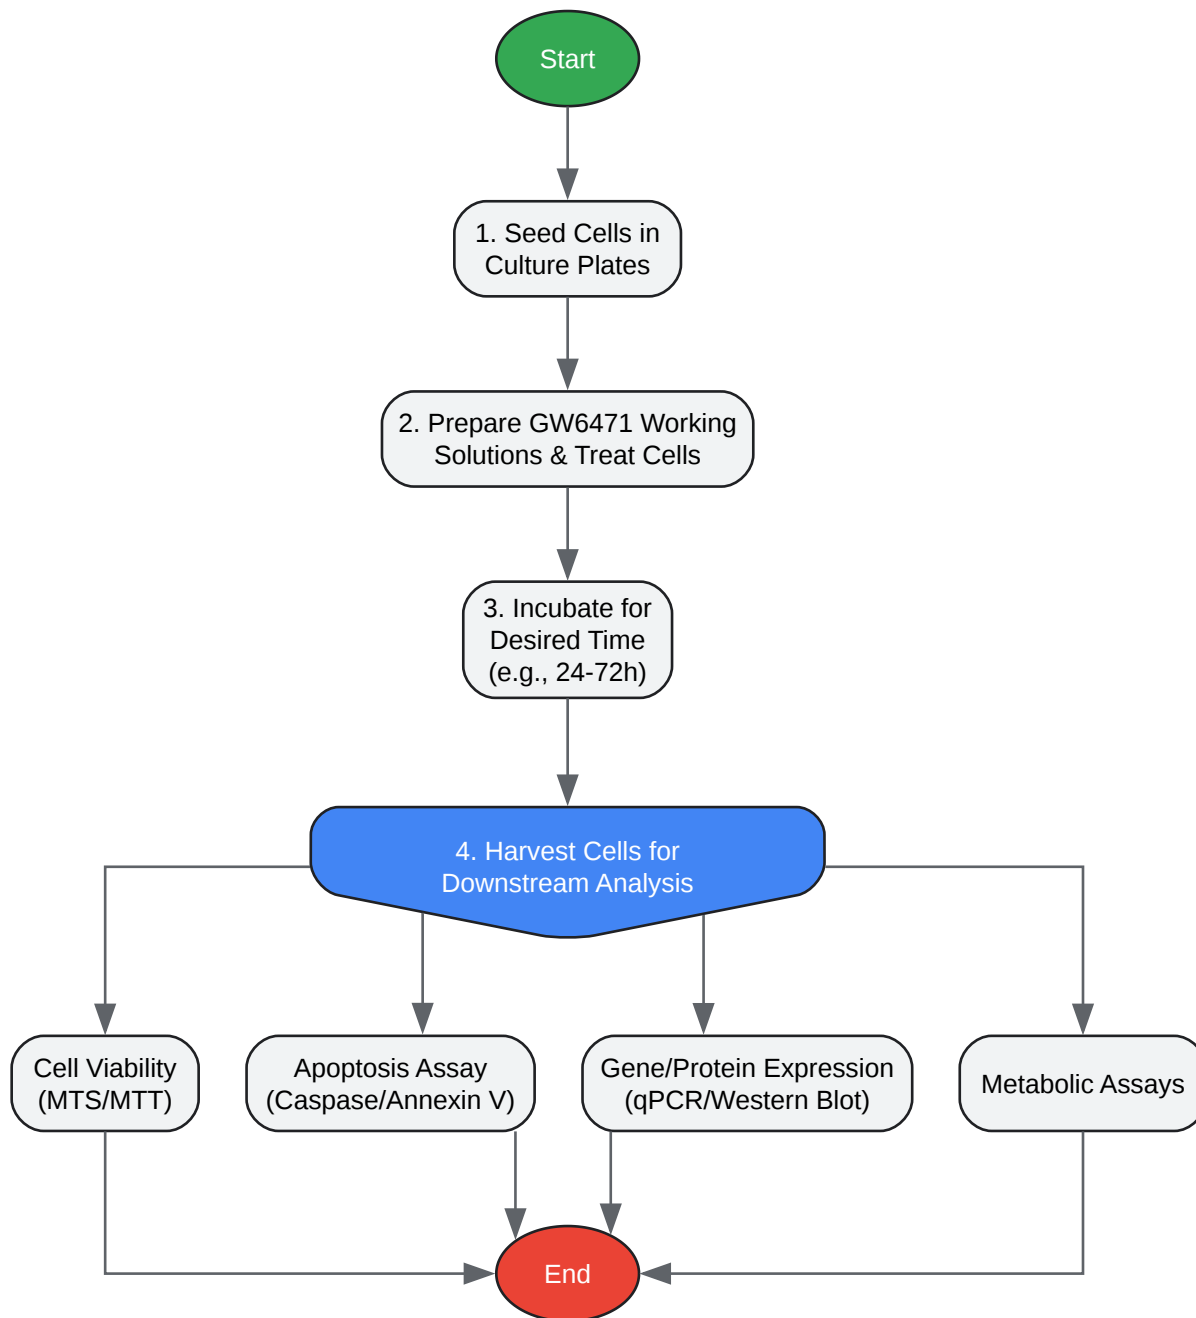 Start
1. Seed Cells in
Culture Plates
2. Prepare GW6471 Working
Solutions & Treat Cells
3. Incubate for
Desired Time
(e.g., 24-72h)
4. Harvest Cells for
Downstream Analysis
Cell Viability
(MTS/MTT)
Apoptosis Assay
(Caspase/Annexin V)
Gene/Protein Expression
(qPCR/Western Blot)
Metabolic Assays
End